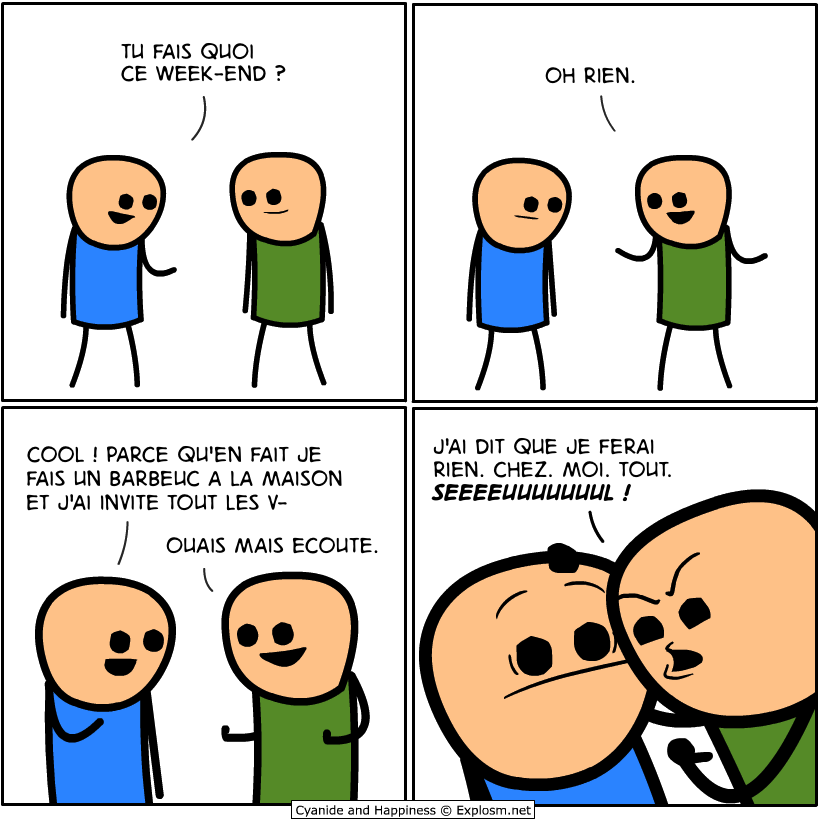 TU FAIS QUOI
CE WEEK-END ?
OH RIEN.
COOL ! PARCE QU'EN FAIT JE
FAIS UN BARBEUC A LA MAISON
ET J'AI INVITE TOUT LES V-
OUAIS MAIS ECOUTE.
J'AI DIT QUE JE FERAI
RIEN. CHEZ. MOI. TOUT.
SEEEEUUUUUUUL !
Cyanide and Happiness © Explosm.net